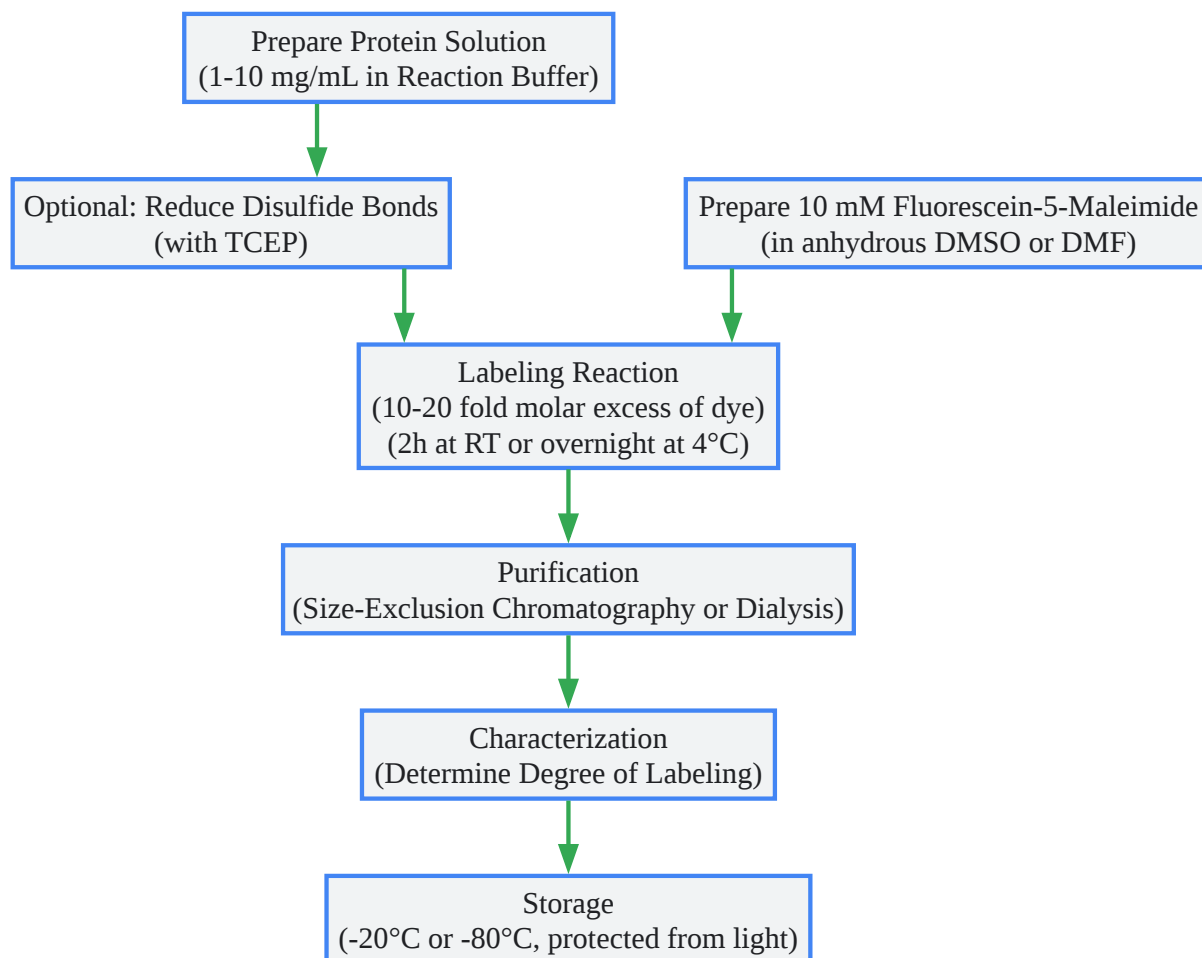 Prepare Protein Solution
(1-10 mg/mL in Reaction Buffer)
Optional: Reduce Disulfide Bonds
(with TCEP)
Prepare 10 mM Fluorescein-5-Maleimide
(in anhydrous DMSO or DMF)
Labeling Reaction
(10-20 fold molar excess of dye)
(2h at RT or overnight at 4°C)
Purification
(Size-Exclusion Chromatography or Dialysis)
Characterization
(Determine Degree of Labeling)
Storage
(-20°C or -80°C, protected from light)